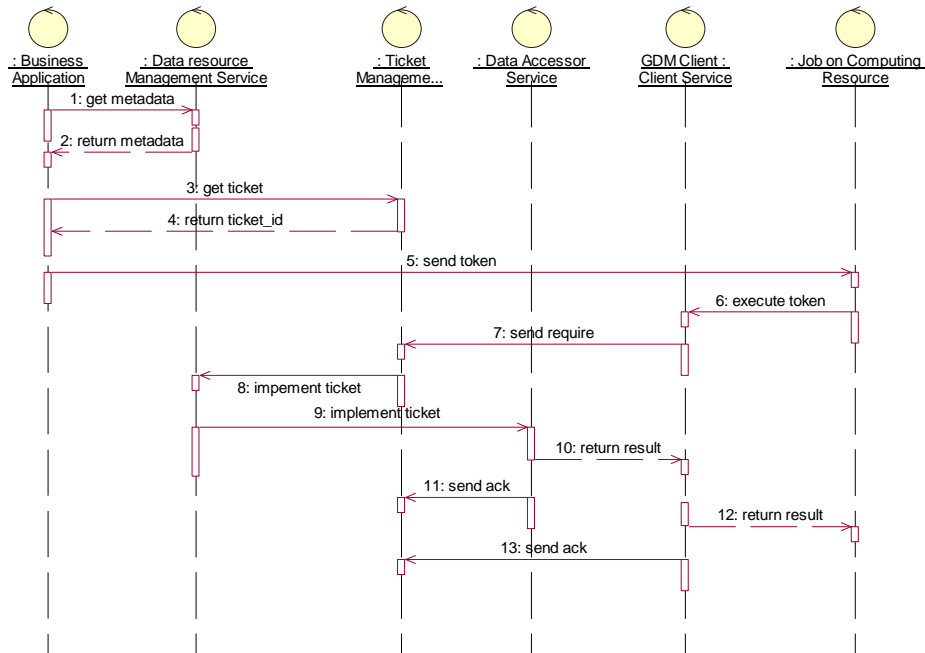 : Business
Application
: Data resource
Management Service
: Ticket
Manageme...
: Data Accessor
Service
GDM Client :
Client Service
: Job on Computing
Resource
1: get metadata
2: return metadata
3: get ticket
4: return ticket_id
5: send token
6: execute token
7: send require
8: impement ticket
9: implement ticket
10: return result
11: send ack
12: return result
13: send ack